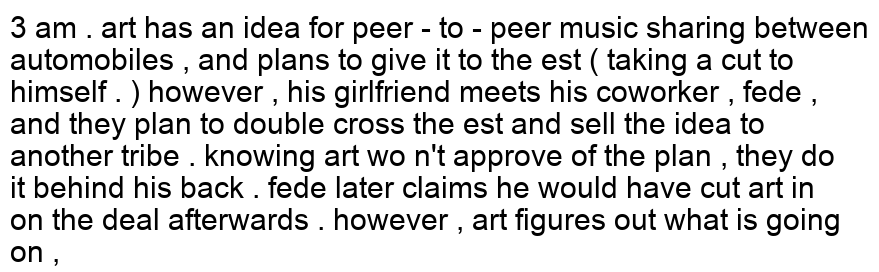 3 am . art has an idea for peer - to - peer music sharing between
automobiles , and plans to give it to the est ( taking a cut to
himself . ) however , his girlfriend meets his coworker , fede ,
and they plan to double cross the est and sell the idea to
another tribe . knowing art wo n't approve of the plan , they do
it behind his back . fede later claims he would have cut art in
on the deal afterwards . however , art figures out what is going
on ,